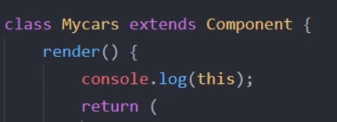 class Mycars extends Component {
render() {
console.log(this);
return (